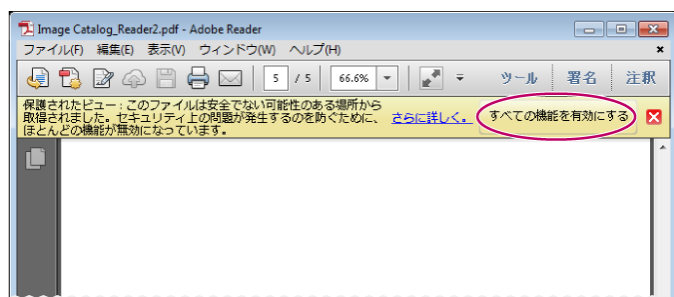 Image Catalog_Reader2.pdf - Adobe Reader
ファイル(F) 編集(E) 表示(V) ウィンドウ(W) ヘルプ(H)
5 / 5 66.6% ツール 署名 注釈
保護されたビュー：このファイルは安全でない可能性のある場所から
取得されました。セキュリティ上の問題が発生するのを防ぐために、 さらに詳しく。 すべての機能を有効にする
ほとんどの機能が無効になっています。